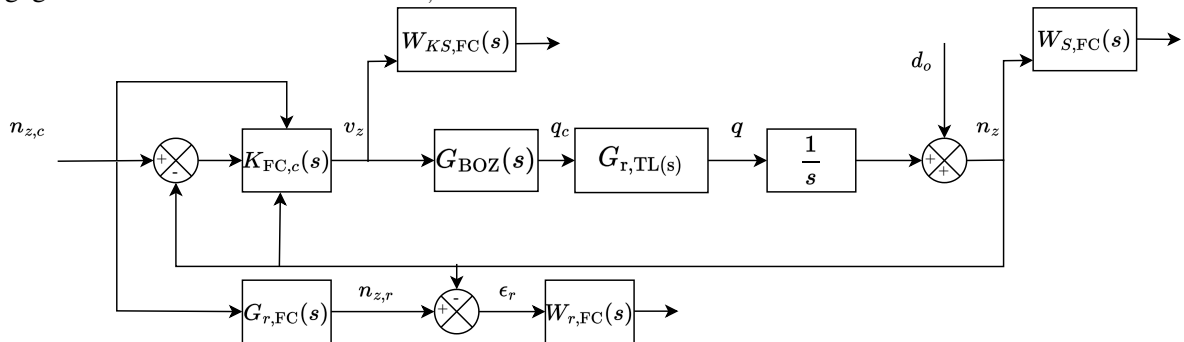 W_{KS,FC}(s)
W_{S,FC}(s)
d_o
n_{z,c}
v_z
q_c
q
n_z
+
-
K_{FC,c}(s)
G_{BOZ}(s)
G_{r,TL(s)}
1/s
+
+
n_{z,r}
ϵ_r
-
+
G_{r,FC}(s)
W_{r,FC}(s)